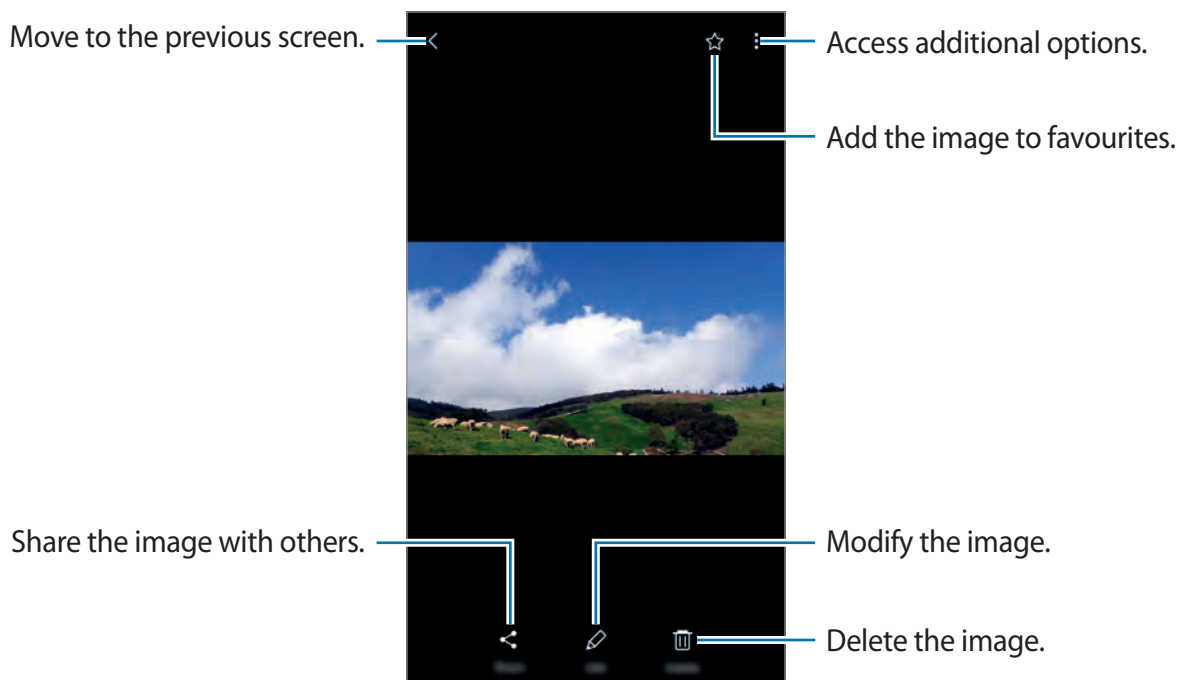 Move to the previous screen.
Access additional options.
Add the image to favourites.
Share the image with others.
Modify the image.
Delete the image.